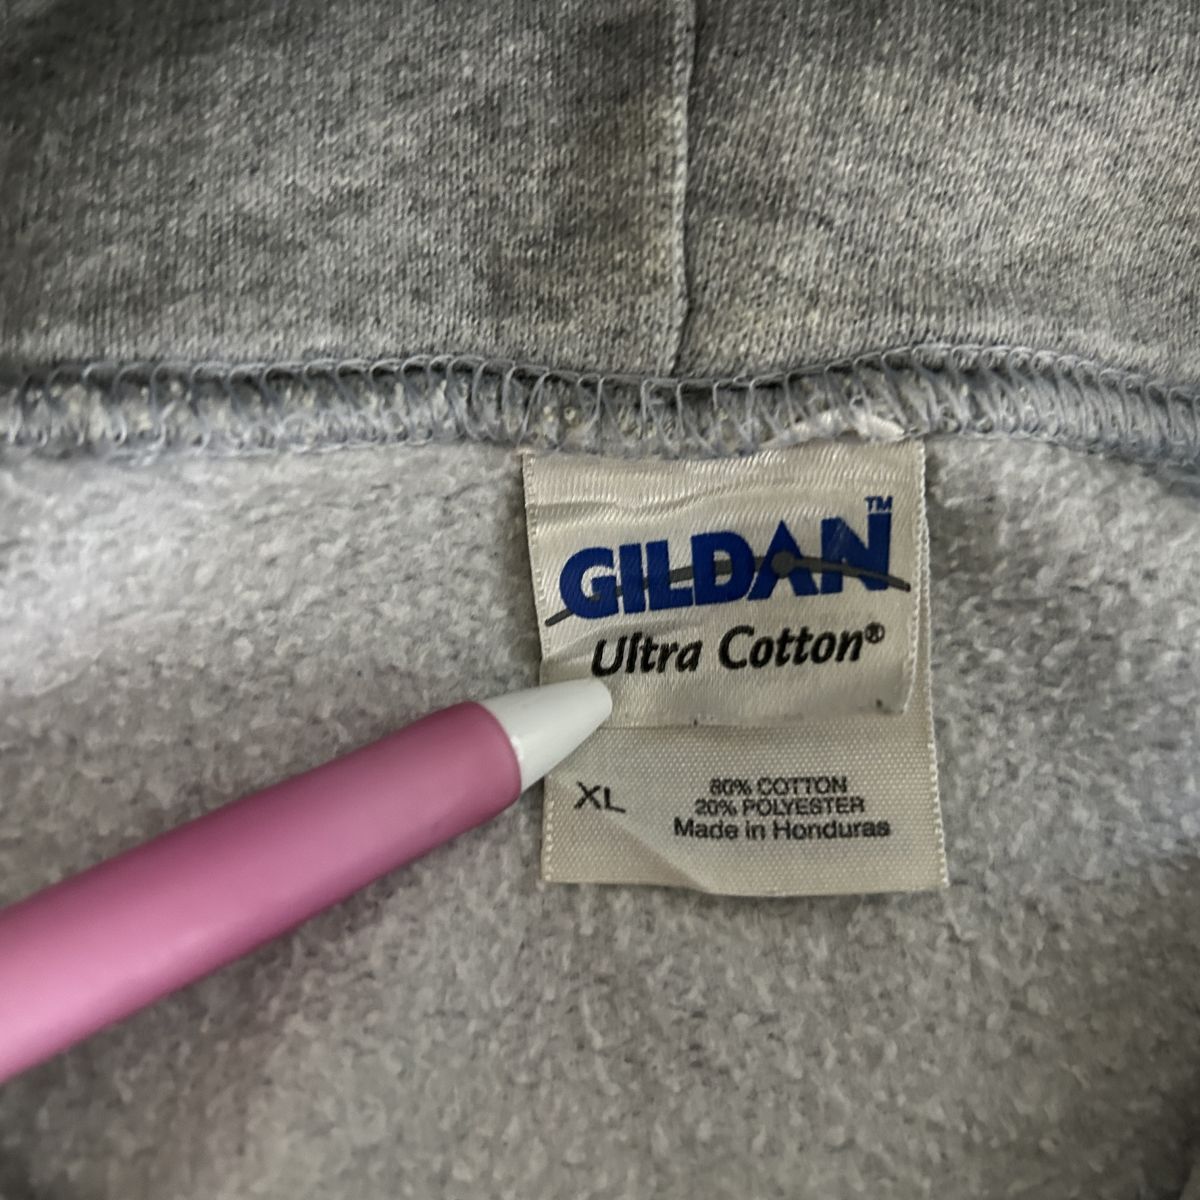 GILDAN™
Ultra Cotton®
XL
80% COTTON
20% POLYESTER
Made in Honduras